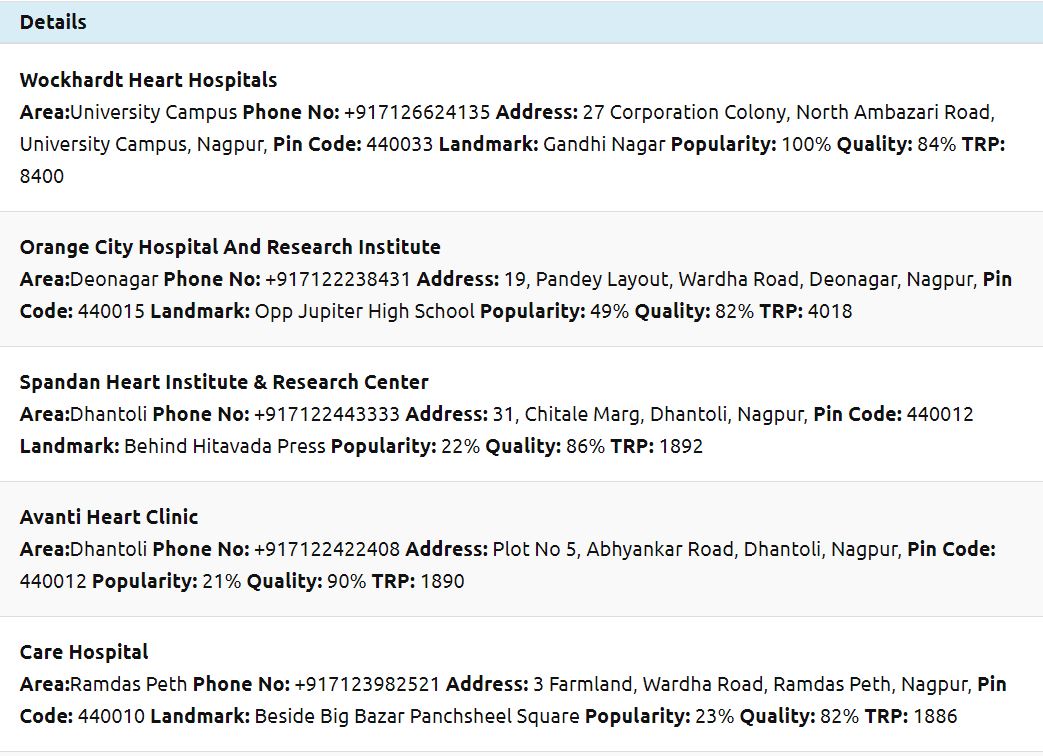 Details
Wockhardt Heart Hospitals
Area:University Campus Phone No: +917126624135 Address: 27 Corporation Colony, North Ambazari Road,
University Campus, Nagpur, Pin Code: 440033 Landmark: Gandhi Nagar Popularity: 100% Quality: 84% TRP:
8400
Orange City Hospital And Research Institute
Area:Deonagar Phone No: +917122238431 Address: 19, Pandey Layout, Wardha Road, Deonagar, Nagpur, Pin
Code: 440015 Landmark: Opp Jupiter High School Popularity: 49% Quality: 82% TRP: 4018
Spandan Heart Institute & Research Center
Area:Dhantoli Phone No: +917122443333 Address: 31, Chitale Marg, Dhantoli, Nagpur, Pin Code: 440012
Landmark: Behind Hitavada Press Popularity: 22% Quality: 86% TRP: 1892
Avanti Heart Clinic
Area:Dhantoli Phone No: +917122422408 Address: Plot No 5, Abhyankar Road, Dhantoli, Nagpur, Pin Code:
440012 Popularity: 21% Quality: 90% TRP: 1890
Care Hospital
Area:Ramdas Peth Phone No: +917123982521 Address: 3 Farmland, Wardha Road, Ramdas Peth, Nagpur, Pin
Code: 440010 Landmark: Beside Big Bazar Panchsheel Square Popularity: 23% Quality: 82% TRP: 1886